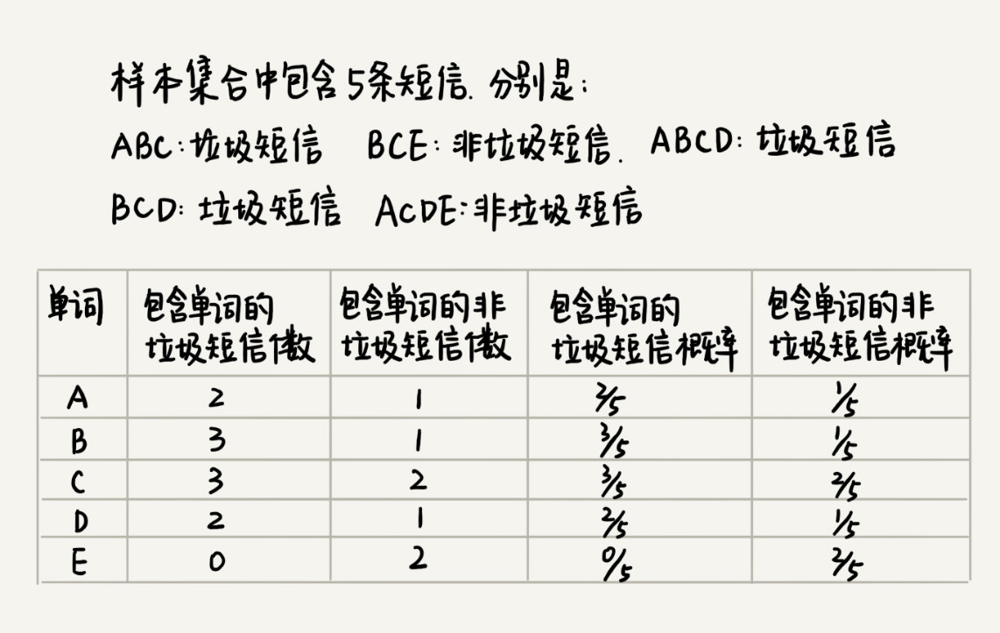 样本集合中包含5条短信. 分别是:
ABC:垃圾短信 BCE:非垃圾短信. ABCD:垃圾短信
BCD:垃圾短信 ACDE:非垃圾短信
单词 包含单词的 包含单词的非 包含单词的 包含单词的非
垃圾短信个数 垃圾短信个数 垃圾短信概率 垃圾短信概率
A 2 1 2/5 1/5
B 3 1 3/5 1/5
C 3 2 3/5 2/5
D 2 1 2/5 1/5
E 0 2 0/5 2/5